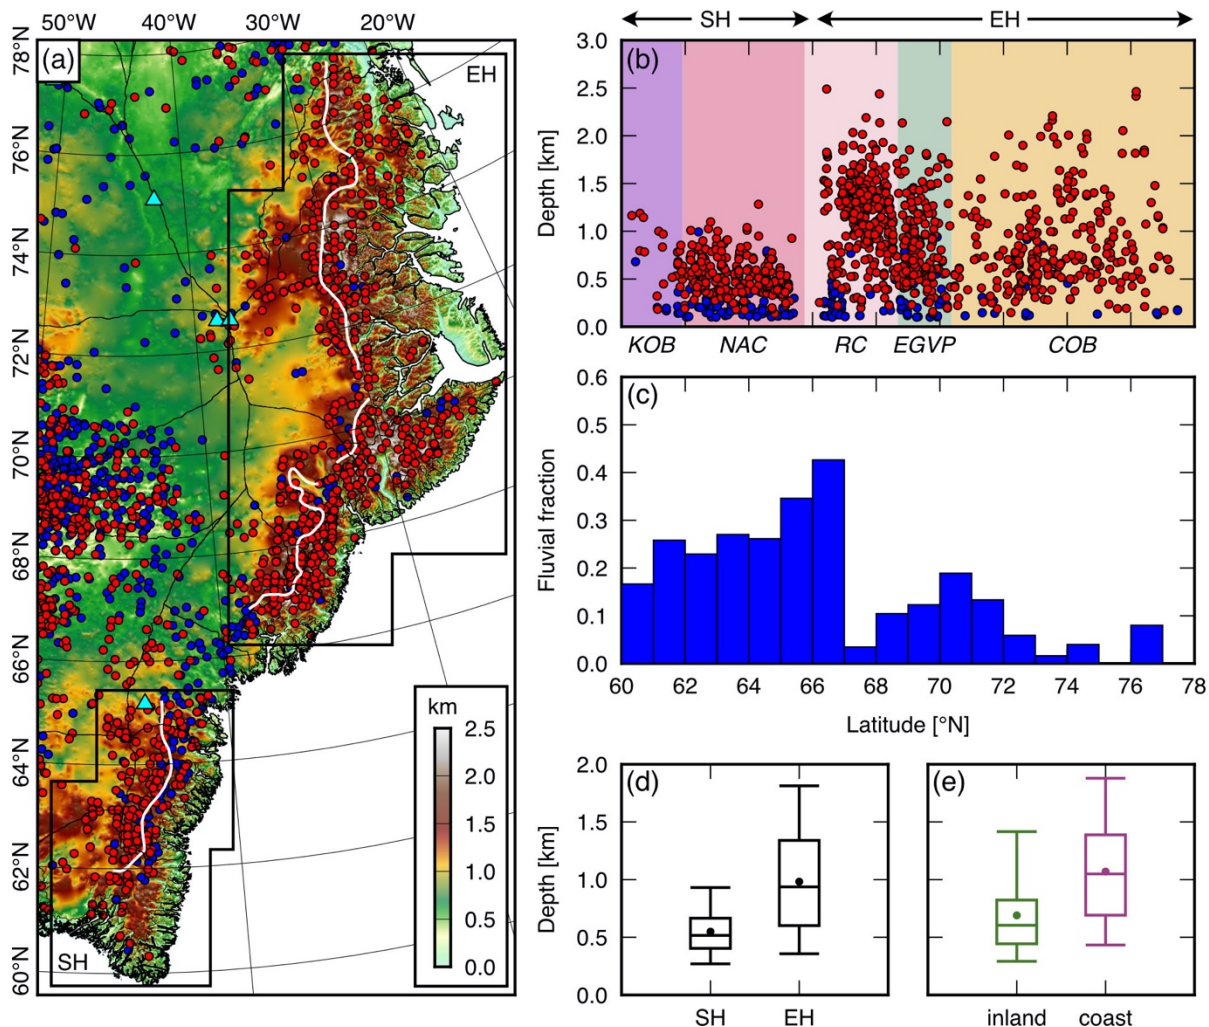 50°W 40°W 30°W 20°W
SH EH
78°N
76°N
74°N
72°N
70°N
68°N
66°N
64°N
62°N
60°N
(a)
EH
SH
km
2.5
2.0
1.5
1.0
0.5
0.0
(b)
Depth [km]
3.0
2.5
2.0
1.5
1.0
0.5
0.0
KOB NAC RC EGVP COB
(c)
Fluvial fraction
0.6
0.5
0.4
0.3
0.2
0.1
0.0
60 62 64 66 68 70 72 74 76 78
Latitude [°N]
(d)
Depth [km]
2.0
1.5
1.0
0.5
0.0
SH EH
(e)
inland coast